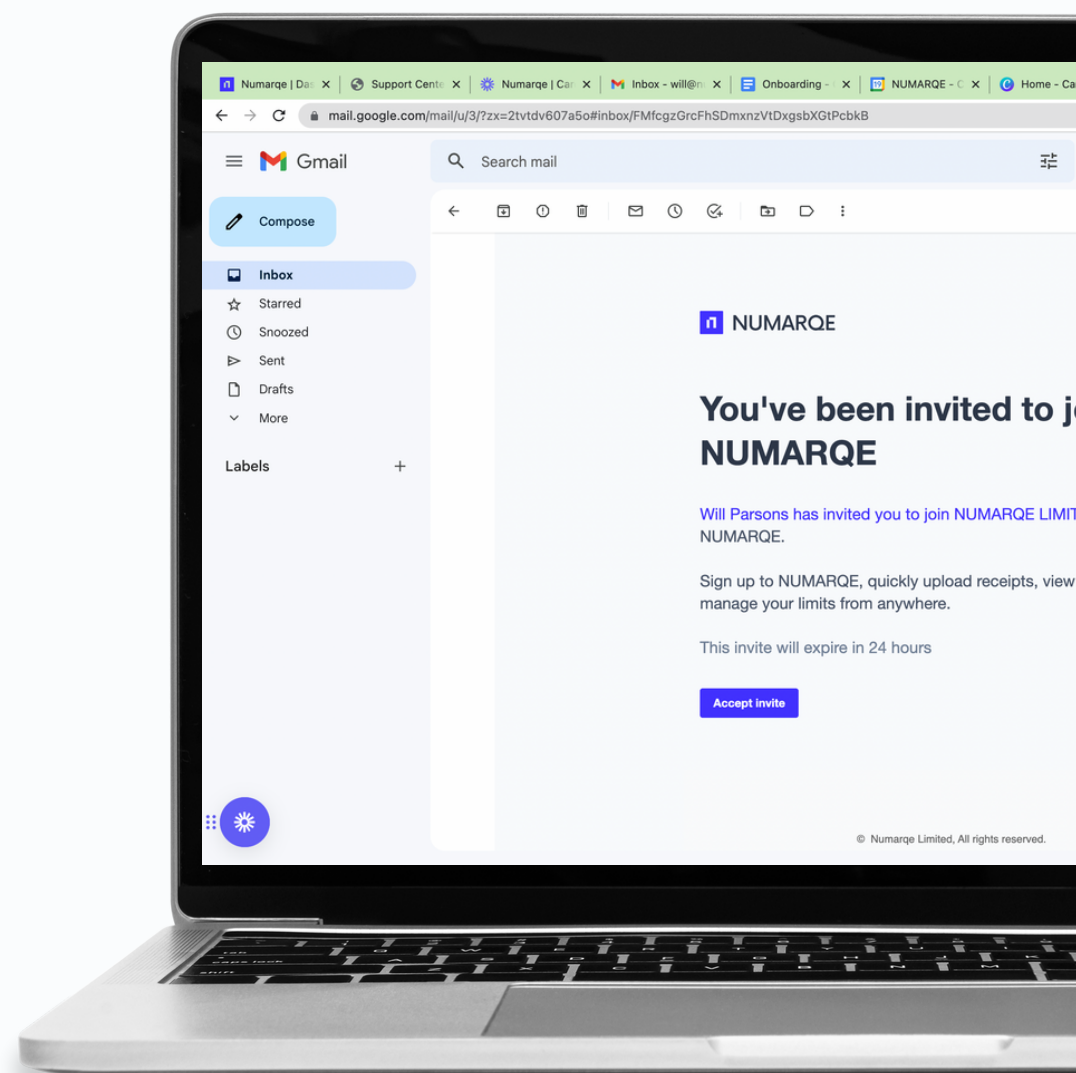 Numarqe | Das
Support Cente
Numarqe | Car
Inbox - will@n
Onboarding -
NUMARQE - C
Home - Ca
mail.google.com/mail/u/3/?zx=2tvtdv607a5o#inbox/FMfcgzGrcFhSDmxnzVtDxgsbXGtPcbkB
Gmail
Search mail
Compose
Inbox
Starred
Snoozed
Sent
Drafts
More
Labels
NUMARQE
You've been invited to jo
NUMARQE
Will Parsons has invited you to join NUMARQE LIMIT
NUMARQE.
Sign up to NUMARQE, quickly upload receipts, view
manage your limits from anywhere.
This invite will expire in 24 hours
Accept invite
© Numarqe Limited, All rights reserved.
tab
caps lock
shift